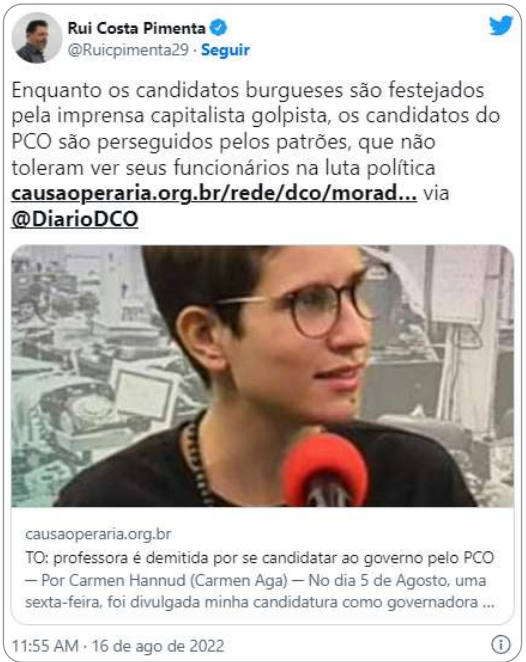 Rui Costa Pimenta
@Ruicpimenta29 · Seguir
Enquanto os candidatos burgueses são festejados
pela imprensa capitalista golpista, os candidatos do
PCO são perseguidos pelos patrões, que não
toleram ver seus funcionários na luta política
causaoperaria.org.br/rede/dco/morad... via
@DiarioDCO
causaoperaria.org.br
TO: professora é demitida por se candidatar ao governo pelo PCO
— Por Carmen Hannud (Carmen Aga) — No dia 5 de Agosto, uma
sexta-feira, foi divulgada minha candidatura como governadora ...
11:55 AM · 16 de ago de 2022